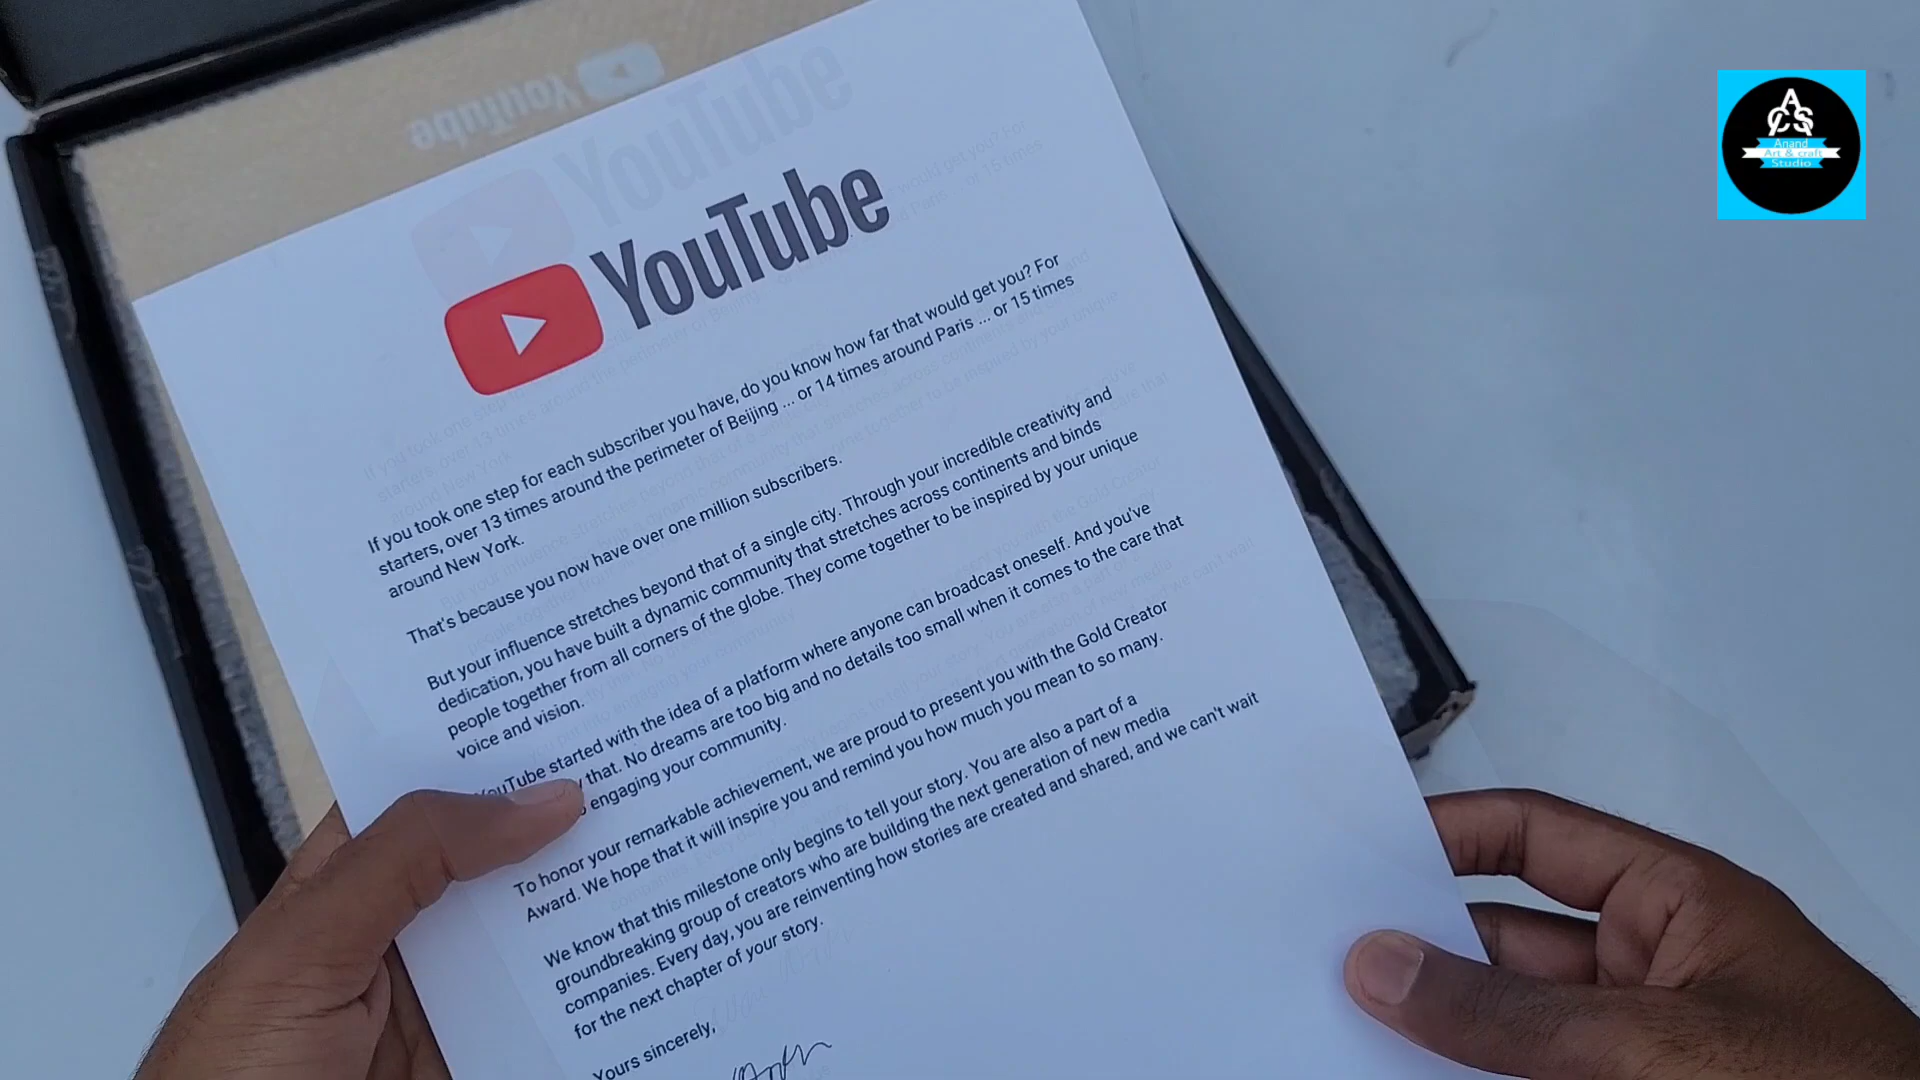 YouTube
YouTube
YouTube
If you took one step for each subscriber you have, do you know how far that would get you? For
starters, over 13 times around the perimeter of Beijing ... or 14 times around Paris ... or 15 times
around New York.
That's because you now have over one million subscribers.
But your influence stretches beyond that of a single city. Through your incredible creativity and
dedication, you have built a dynamic community that stretches across continents and binds
people together from all corners of the globe. They come together to be inspired by your unique
voice and vision.
YouTube started with the idea of a platform where anyone can broadcast oneself. And you've
that. No dreams are too big and no details too small when it comes to the care that
engaging your community.
To honor your remarkable achievement, we are proud to present you with the Gold Creator
Award. We hope that it will inspire you and remind you how much you mean to so many.
We know that this milestone only begins to tell your story. You are also a part of a
groundbreaking group of creators who are building the next generation of new media
companies. Every day, you are reinventing how stories are created and shared, and we can't wait
for the next chapter of your story.
Yours sincerely,
ACS
Anand
Art & craft
Studio